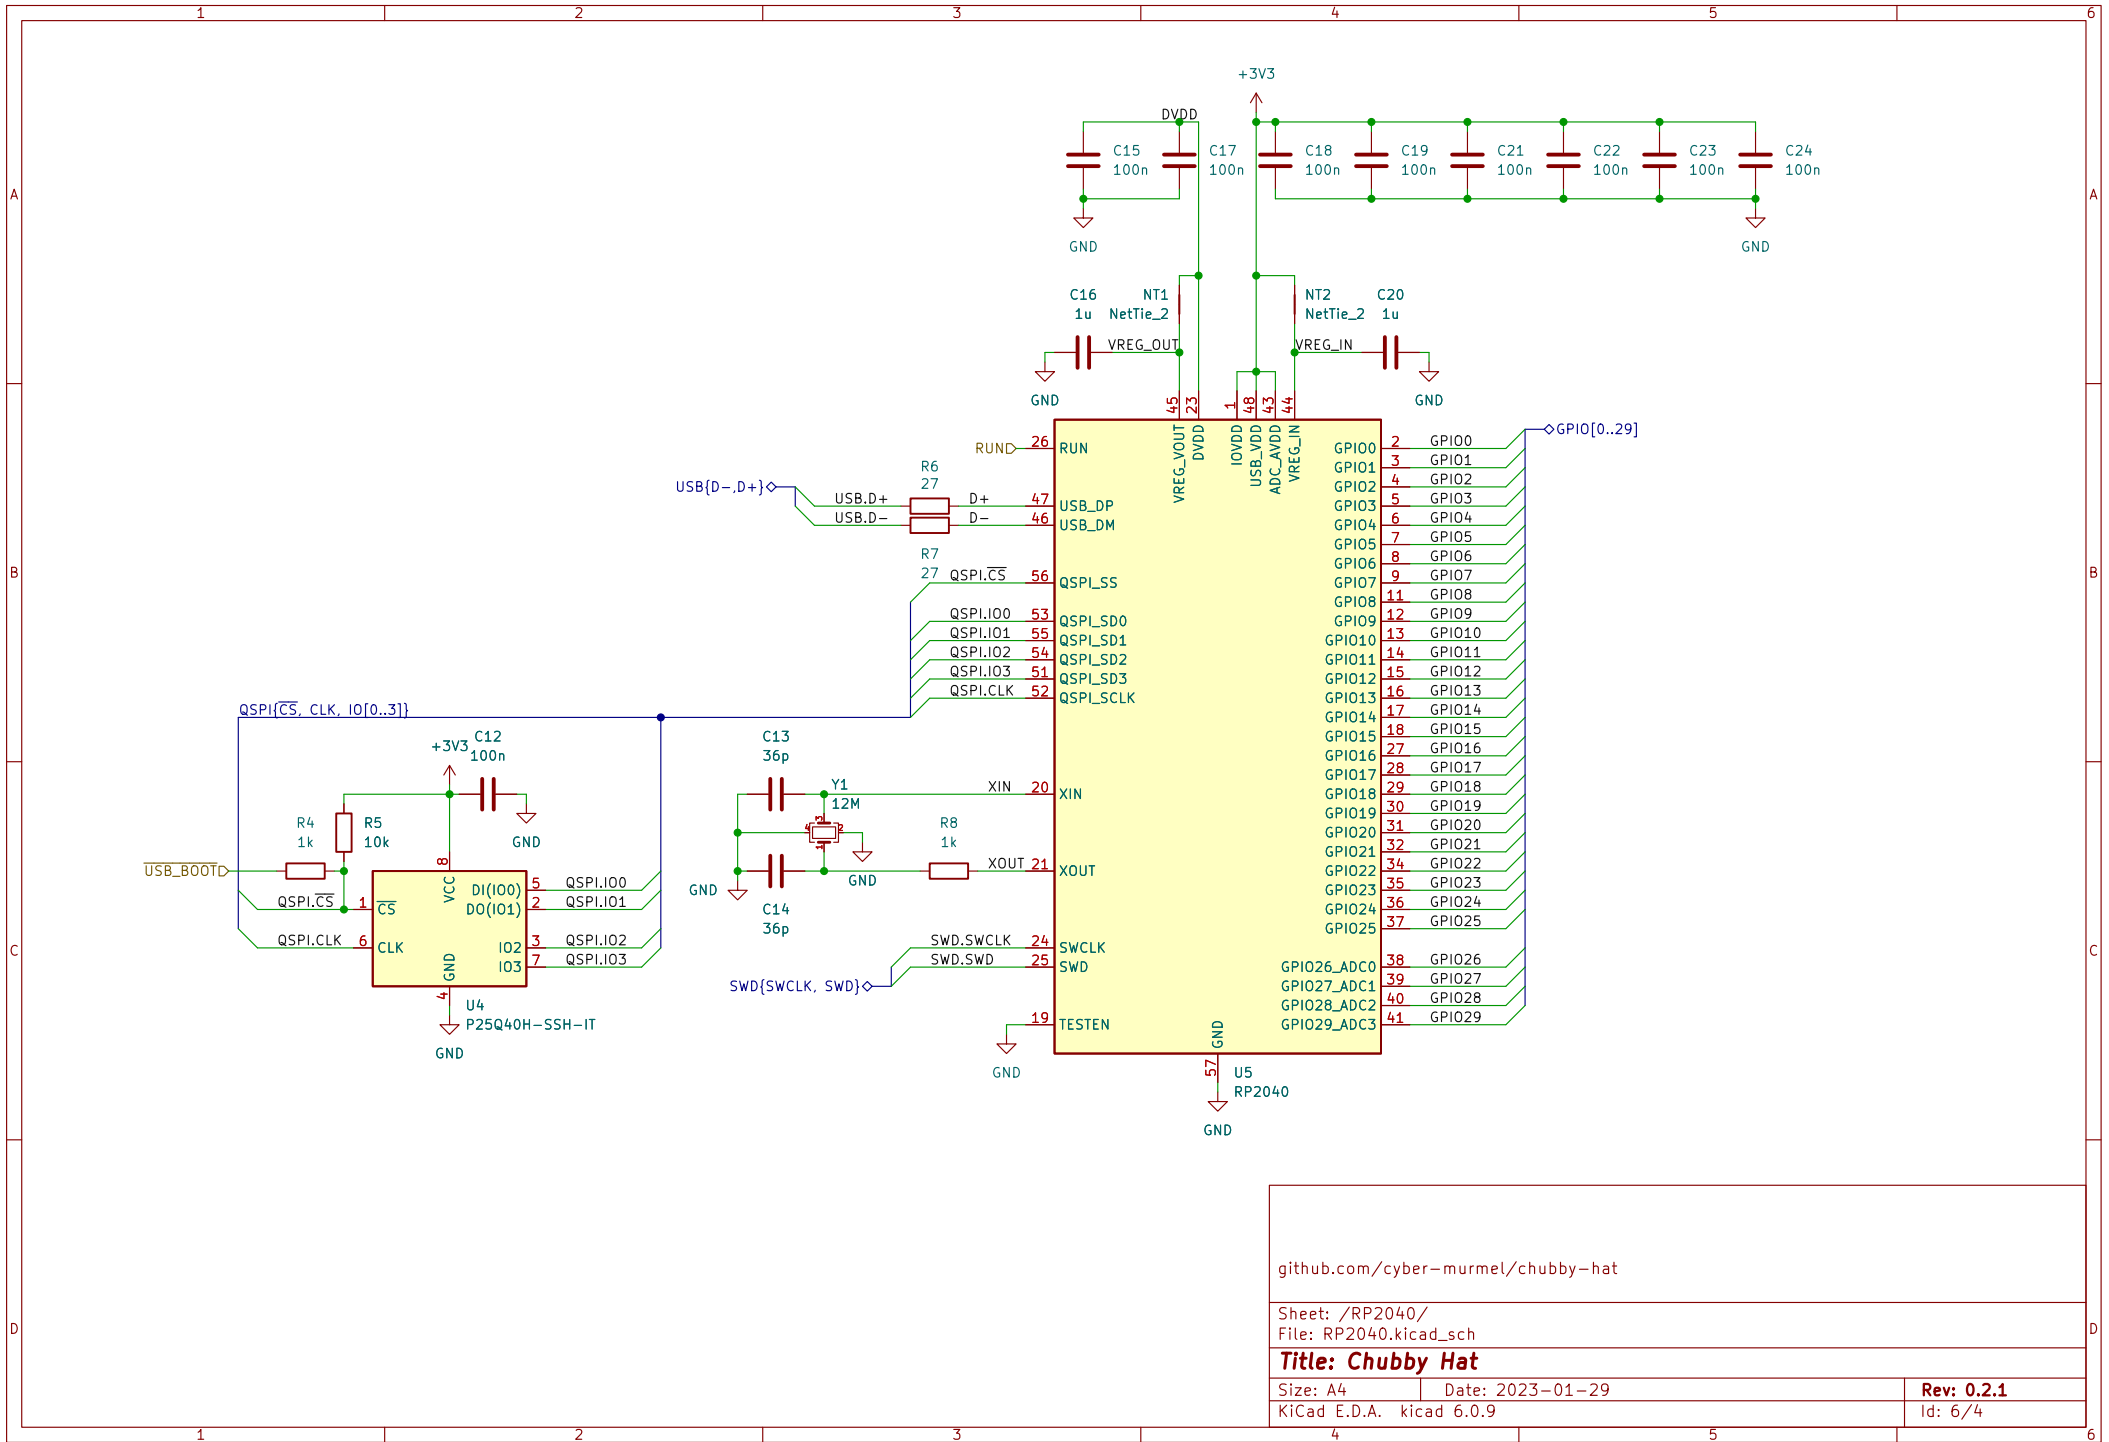 1 2 3 4 5 6
A
B
C
D
A
B
C
D
1 2 3 4 5 6
+3V3
DVDD
C15
100n
C17
100n
C18
100n
C19
100n
C21
100n
C22
100n
C23
100n
C24
100n
GND
GND
C16
1u
NT1
NetTie_2
NT2
NetTie_2
C20
1u
VREG_OUT
VREG_IN
GND
GND
45
23
1
48
43
44
VREG_VOUT
DVDD
IOVDD
USB_VDD
ADC_AVDD
VREG_IN
RUN
26
RUN
R6
27
USB{D-,D+}
USB.D+
D+
47
USB_DP
USB.D-
D-
46
USB_DM
R7
27
QSPI.CS
56
QSPI_SS
QSPI.IO0
53
QSPI_SD0
QSPI.IO1
55
QSPI_SD1
QSPI.IO2
54
QSPI_SD2
QSPI.IO3
51
QSPI_SD3
QSPI.CLK
52
QSPI_SCLK
QSPI{CS, CLK, IO[0..3]}
+3V3
C12
100n
GND
R4
1k
R5
10k
USB_BOOT
8
VCC
QSPI.CS
1
CS
QSPI.CLK
6
CLK
DI(IO0)
5
QSPI.IO0
DO(IO1)
2
QSPI.IO1
IO2
3
QSPI.IO2
IO3
7
QSPI.IO3
GND
4
U4
P25Q40H-SSH-IT
GND
C13
36p
Y1
12M
3
4
2
1
GND
GND
C14
36p
R8
1k
XIN
20
XIN
XOUT
21
XOUT
SWD.SWCLK
24
SWCLK
SWD.SWD
25
SWD
SWD{SWCLK, SWD}
19
TESTEN
GND
GND
57
U5
RP2040
GND
GPIO[0..29]
GPIO0 2 GPIO0
GPIO1 3 GPIO1
GPIO2 4 GPIO2
GPIO3 5 GPIO3
GPIO4 6 GPIO4
GPIO5 7 GPIO5
GPIO6 8 GPIO6
GPIO7 9 GPIO7
GPIO8 11 GPIO8
GPIO9 12 GPIO9
GPIO10 13 GPIO10
GPIO11 14 GPIO11
GPIO12 15 GPIO12
GPIO13 16 GPIO13
GPIO14 17 GPIO14
GPIO15 18 GPIO15
GPIO16 27 GPIO16
GPIO17 28 GPIO17
GPIO18 29 GPIO18
GPIO19 30 GPIO19
GPIO20 31 GPIO20
GPIO21 32 GPIO21
GPIO22 34 GPIO22
GPIO23 35 GPIO23
GPIO24 36 GPIO24
GPIO25 37 GPIO25
GPIO26_ADC0 38 GPIO26
GPIO27_ADC1 39 GPIO27
GPIO28_ADC2 40 GPIO28
GPIO29_ADC3 41 GPIO29
github.com/cyber-murmel/chubby-hat
Sheet: /RP2040/
File: RP2040.kicad_sch
Title: Chubby Hat
Size: A4 Date: 2023-01-29 Rev: 0.2.1
KiCad E.D.A. kicad 6.0.9 Id: 6/4